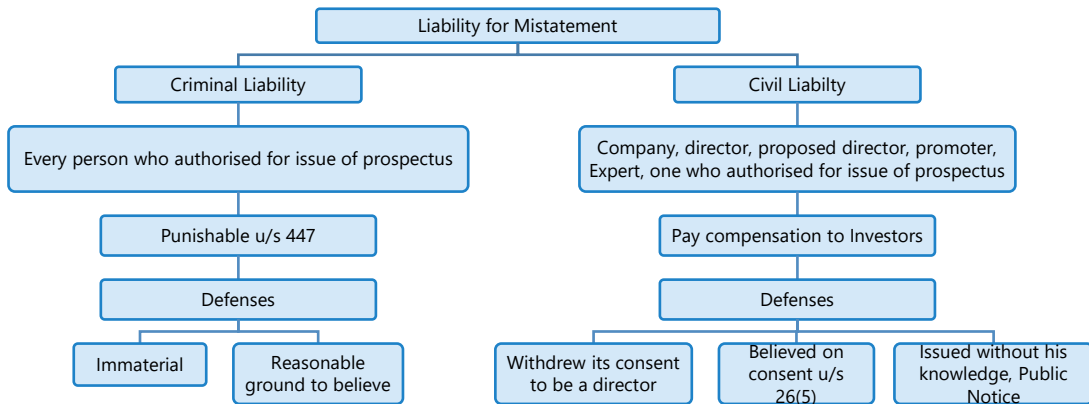 Liability for Mistatement
Criminal Liability
Civil Liabilty
Every person who authorised for issue of prospectus
Company, director, proposed director, promoter,
Expert, one who authorised for issue of prospectus
Punishable u/s 447
Pay compensation to Investors
Defenses
Defenses
Immaterial
Reasonable
ground to believe
Withdrew its consent
to be a director
Believed on
consent u/s
26(5)
Issued without his
knowledge, Public
Notice